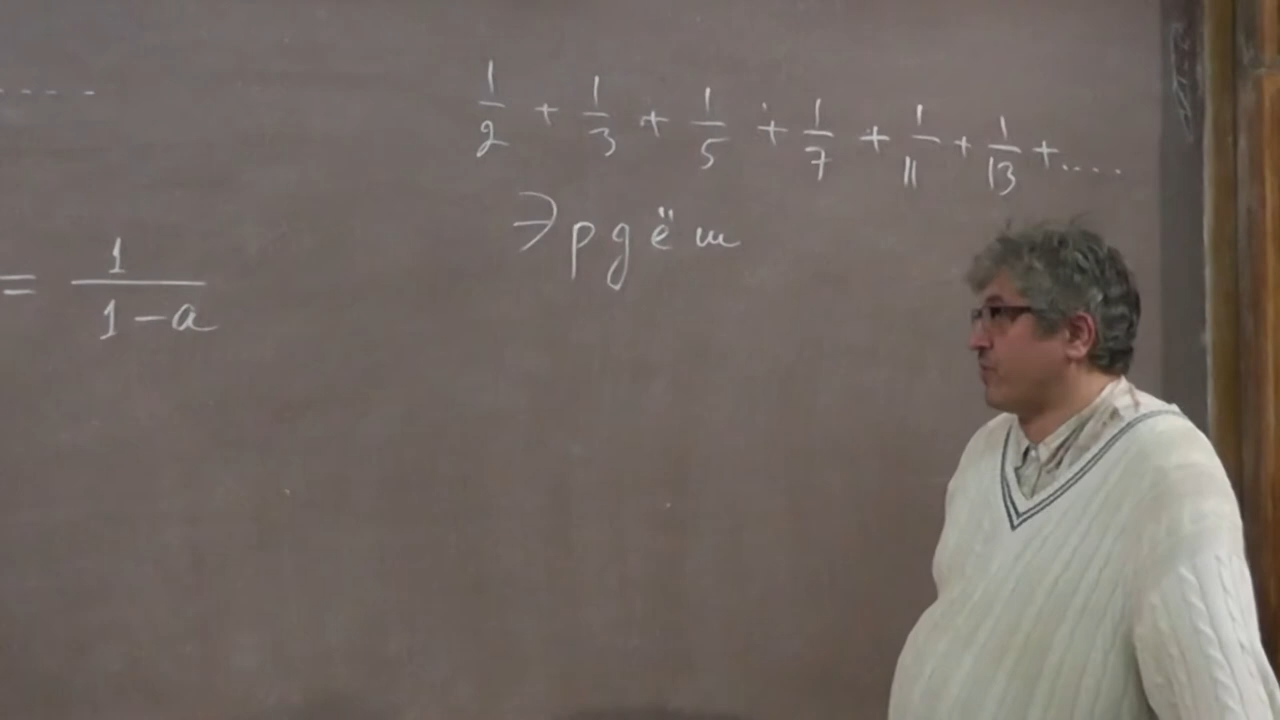 .....
1/2 + 1/3 + 1/5 + 1/7 + 1/11 + 1/13 + .....
Эрдёш
= 1/(1-a)